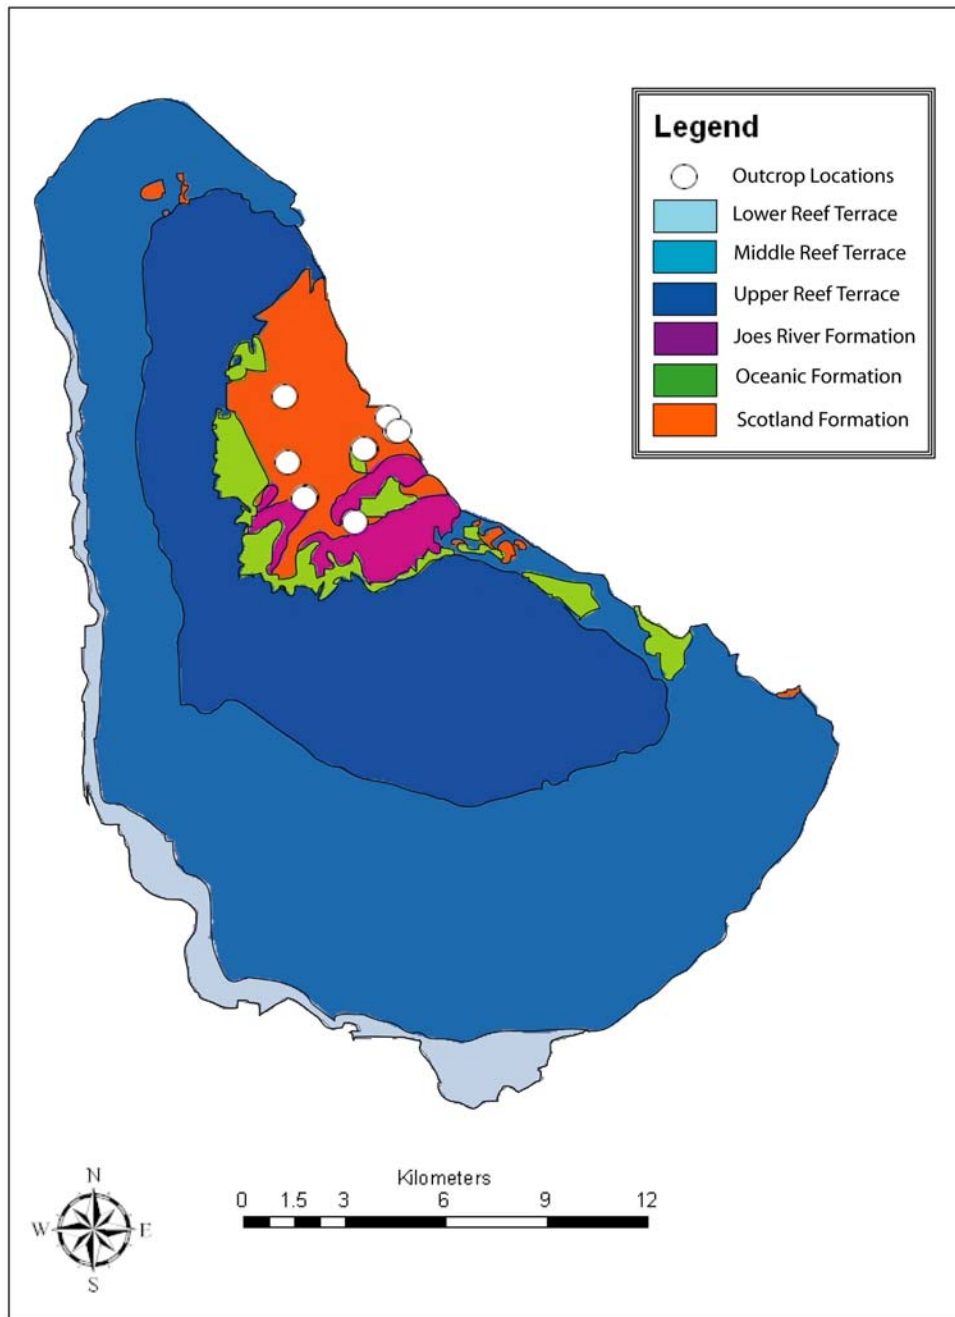 Legend
Outcrop Locations
Lower Reef Terrace
Middle Reef Terrace
Upper Reef Terrace
Joes River Formation
Oceanic Formation
Scotland Formation
Kilometers
0 1.5 3 6 9 12
N
W E
S